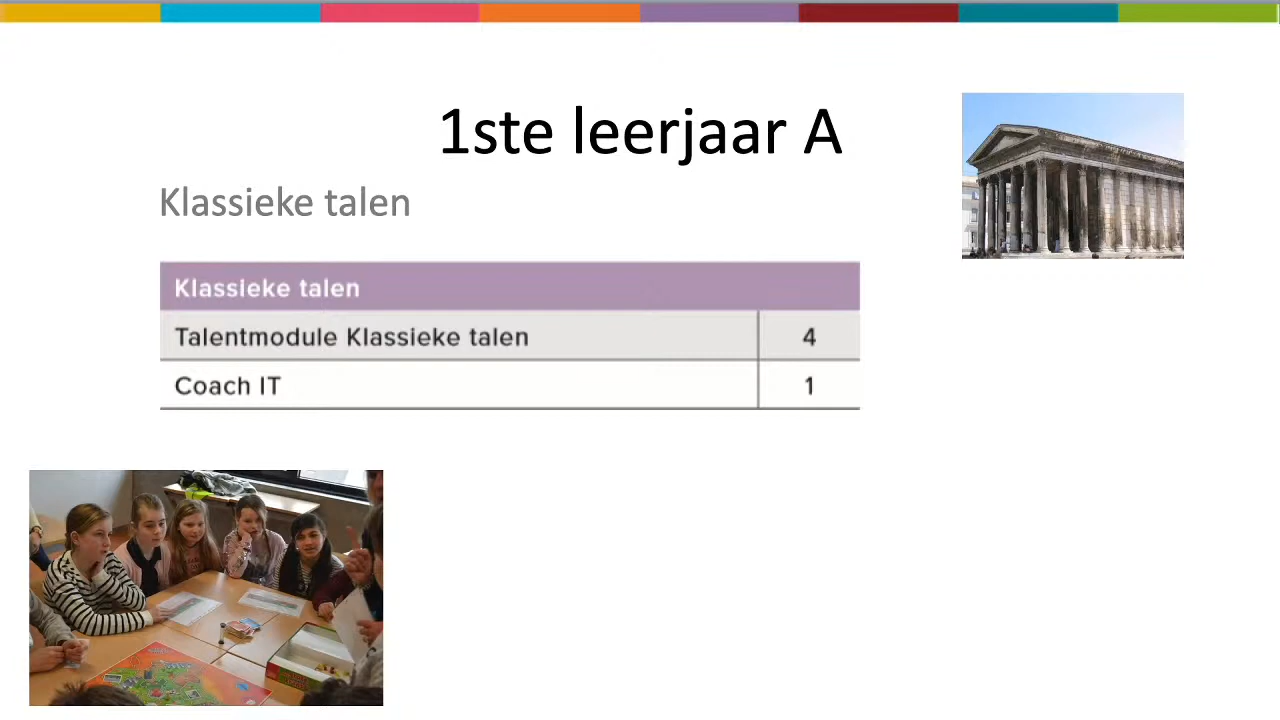 1ste leerjaar A
Klassieke talen
Klassieke talen
Talentmodule Klassieke talen 4
Coach IT 1